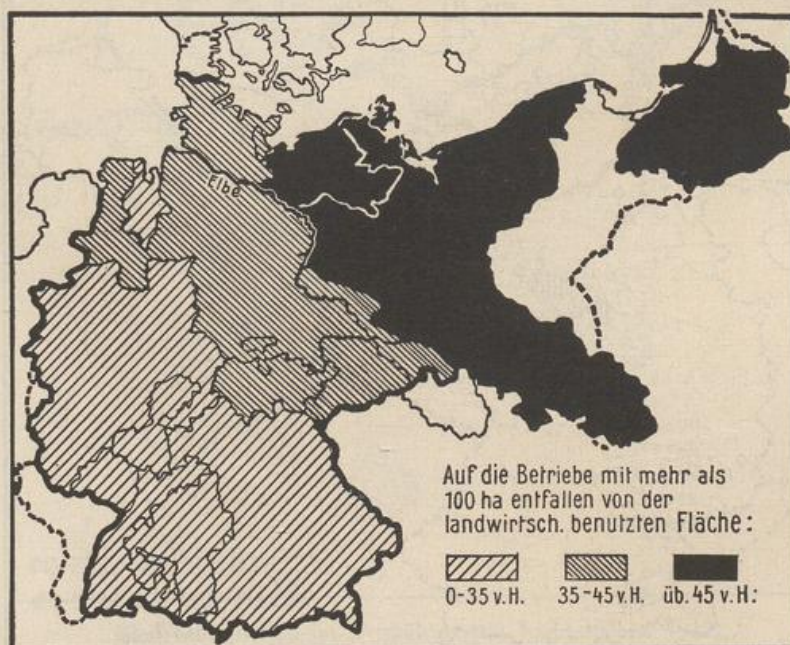 Elbe
Auf die Betriebe mit mehr als
100 ha entfallen von der
landwirtsch. benutzten Fläche:
0-35 v.H. 35-45 v.H. üb. 45 v.H: